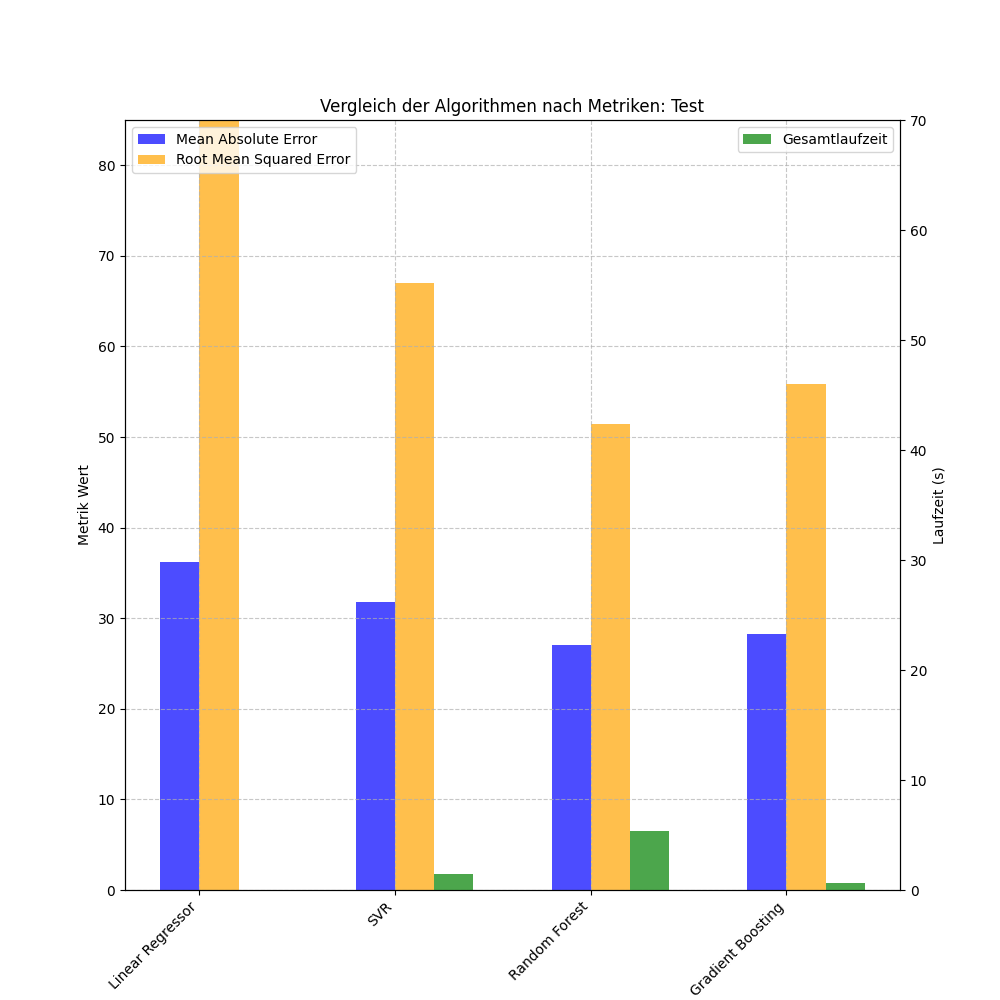 Vergleich der Algorithmen nach Metriken: Test
Mean Absolute Error
Root Mean Squared Error
Gesamtlaufzeit
80
70
60
50
40
30
20
10
0
Metrik Wert
70
60
50
40
30
20
10
0
Laufzeit (s)
Linear Regressor
SVR
Random Forest
Gradient Boosting